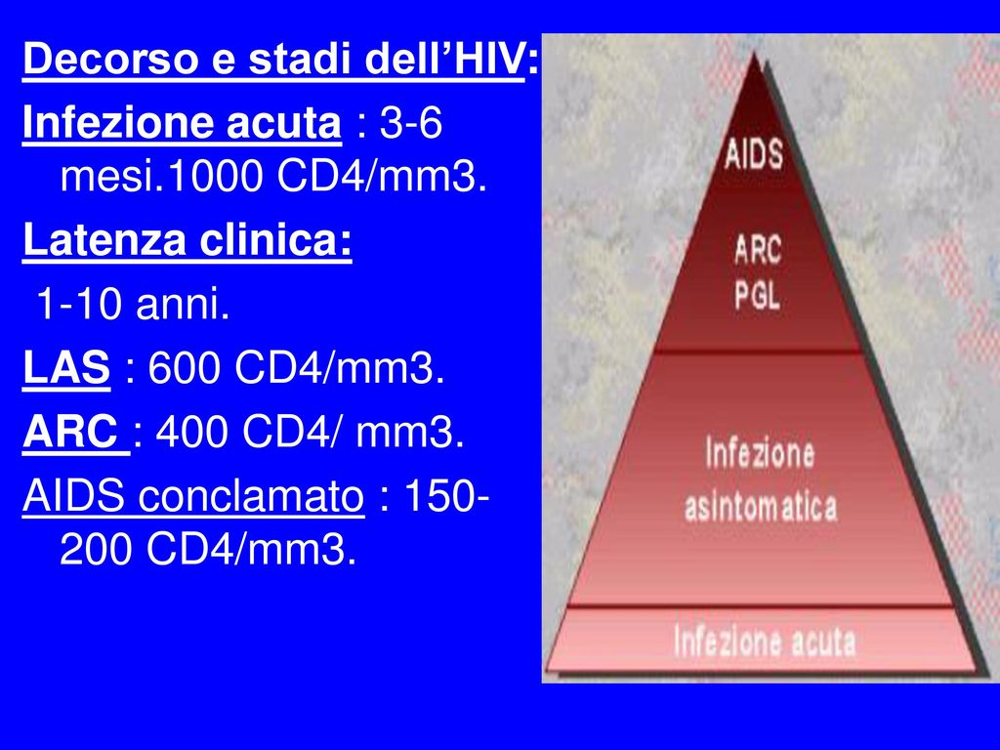 Decorso e stadi dell’HIV:
Infezione acuta : 3-6
mesi.1000 CD4/mm3.
Latenza clinica:
1-10 anni.
LAS : 600 CD4/mm3.
ARC : 400 CD4/ mm3.
AIDS conclamato : 150-
200 CD4/mm3.
AIDS
ARC
PGL
Infezione
asintomatica
Infezione acuta